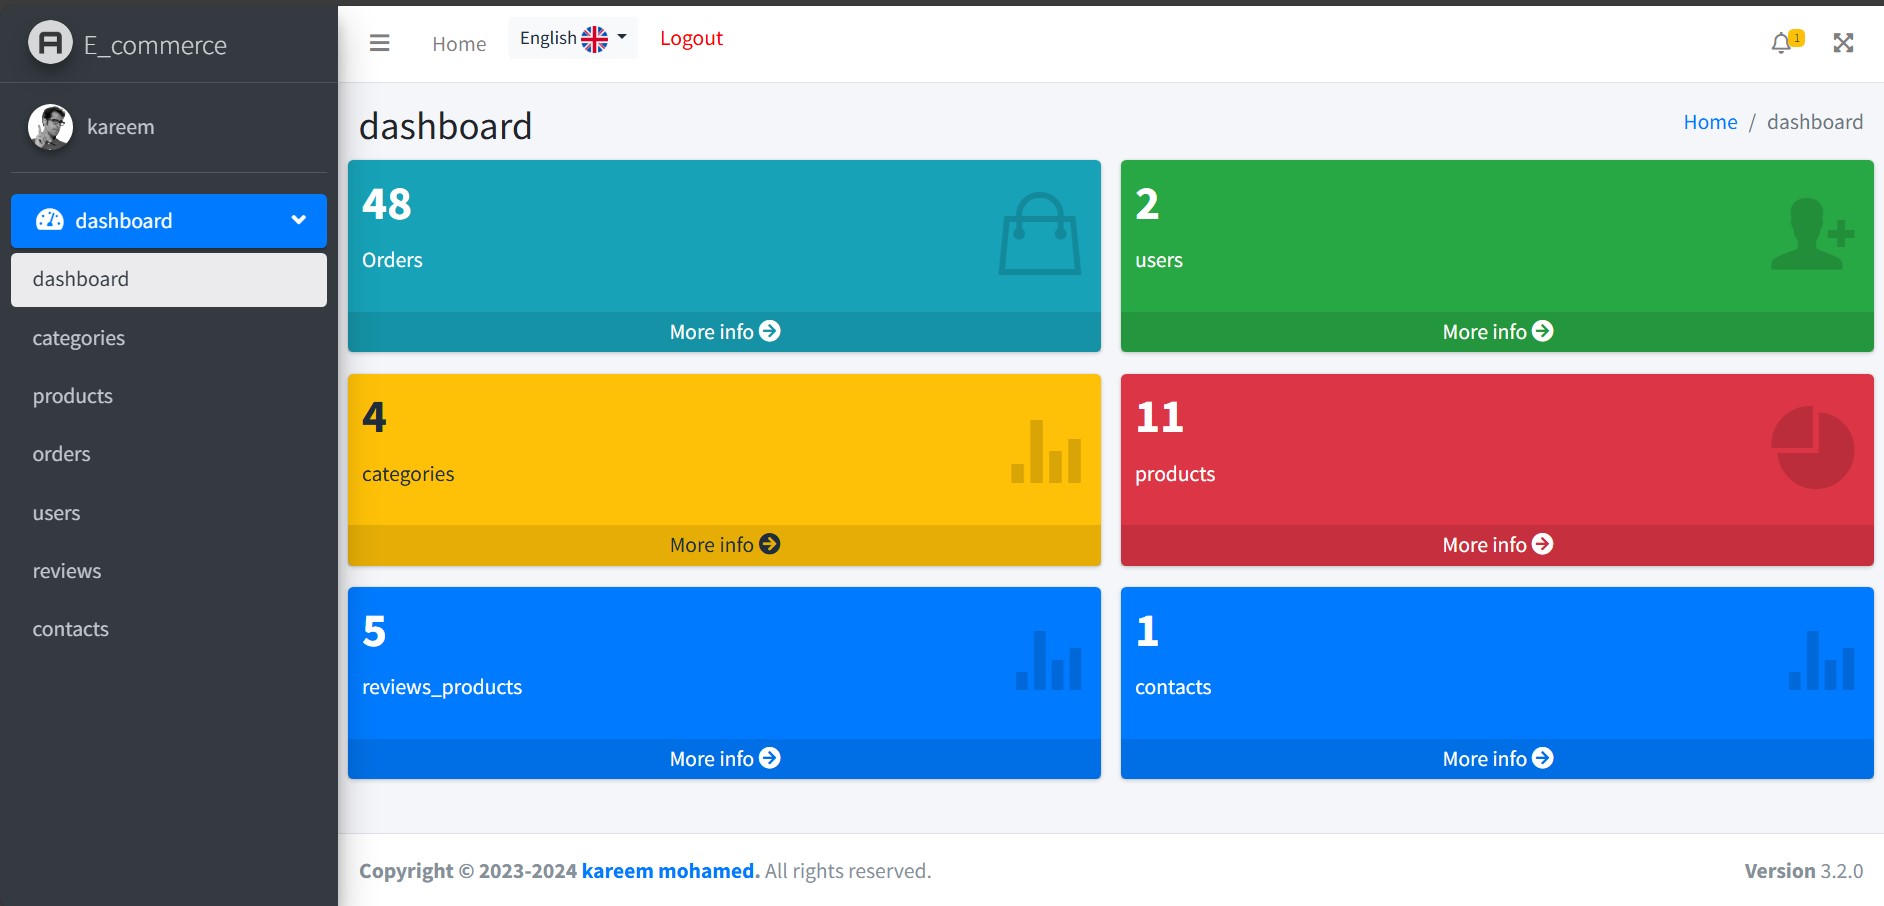 E_commerce
kareem
dashboard
dashboard
categories
products
orders
users
reviews
contacts
Home
English
Logout
1
dashboard
Home / dashboard
48
Orders
More info
2
users
More info
4
categories
More info
11
products
More info
5
reviews_products
More info
1
contacts
More info
Copyright © 2023-2024 kareem mohamed. All rights reserved.
Version 3.2.0